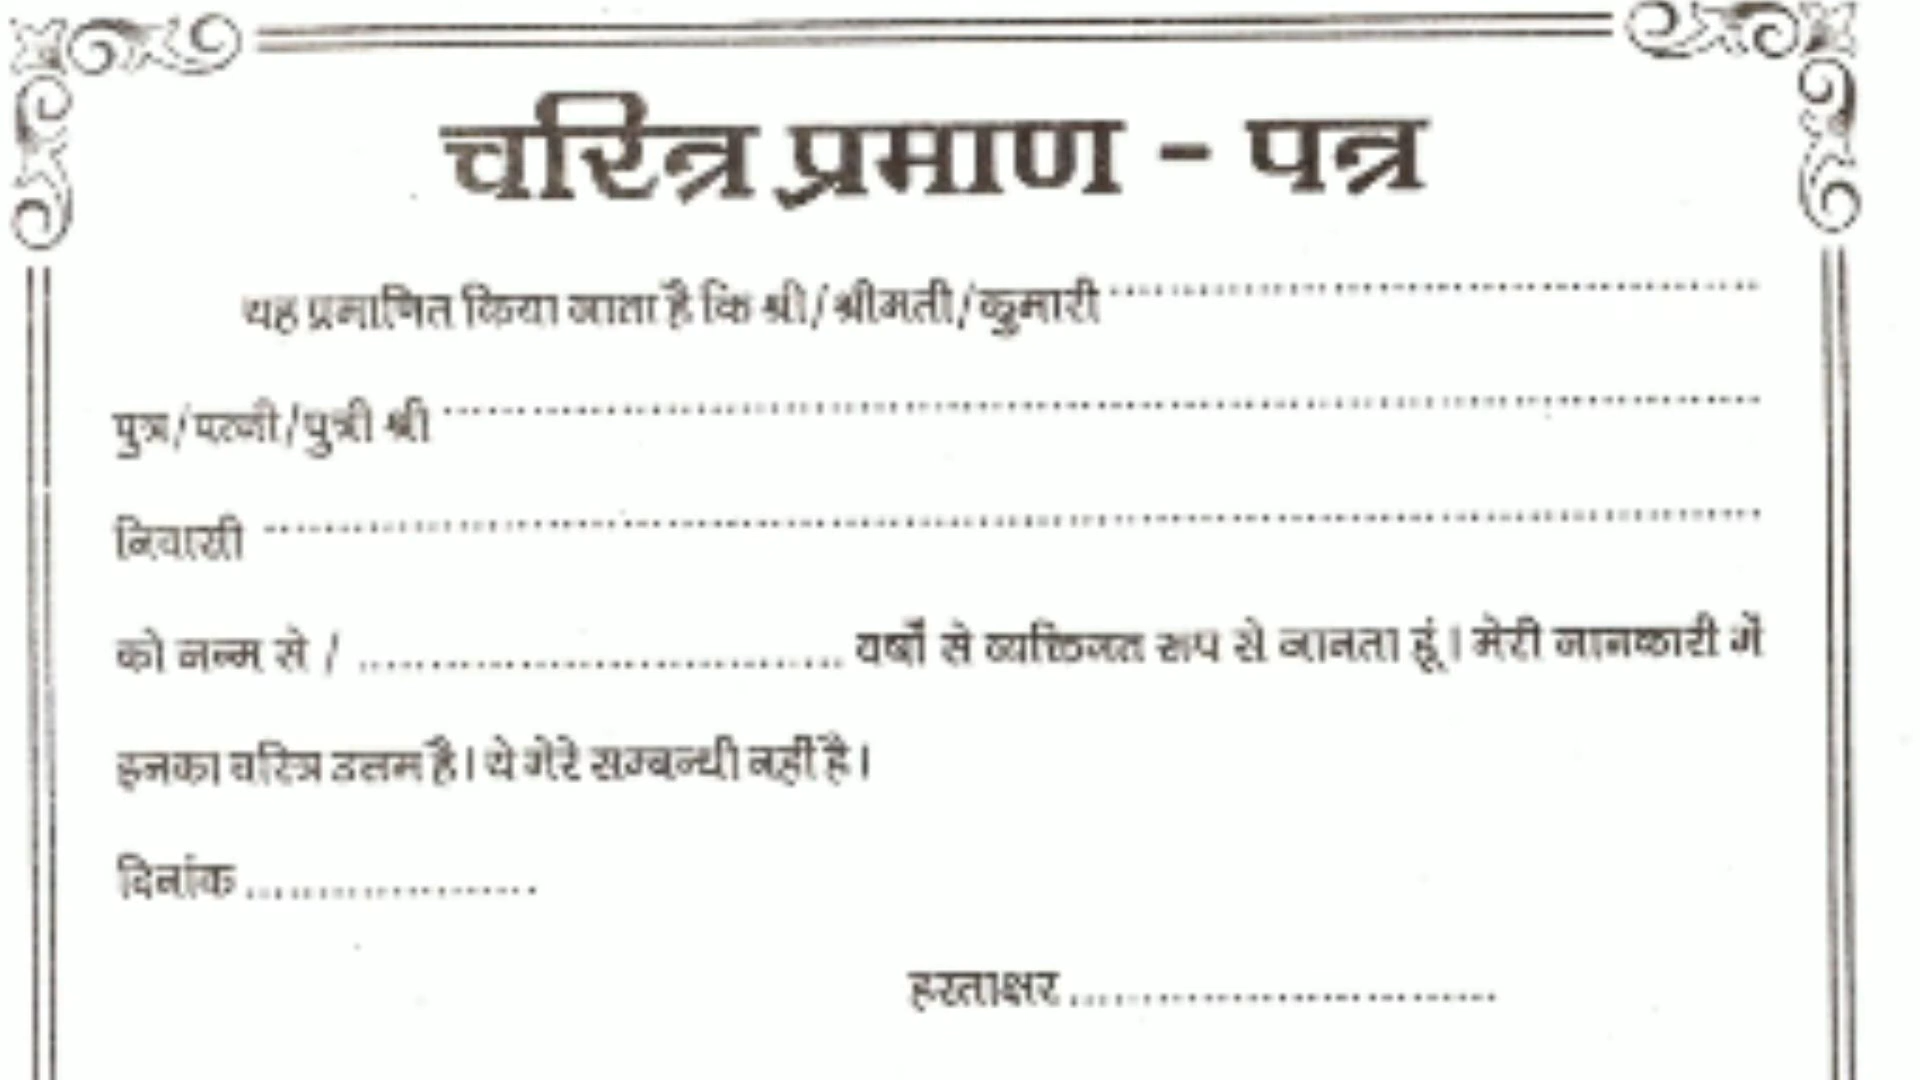 चरित्र प्रमाण - पत्र
यह प्रमाणित किया जाता है कि श्री/श्रीमती/कुमारी ........................................
पुत्र/पत्नी/पुत्री श्री ........................................
निवासी ........................................
को जन्म से / ........................................ वर्षों से व्यक्तिगत रूप से जानता हूं। मेरी जानकारी में
इनका चरित्र उत्तम है। ये मेरे सम्बन्धी नहीं है।
दिनांक ....................
हस्ताक्षर ..............................